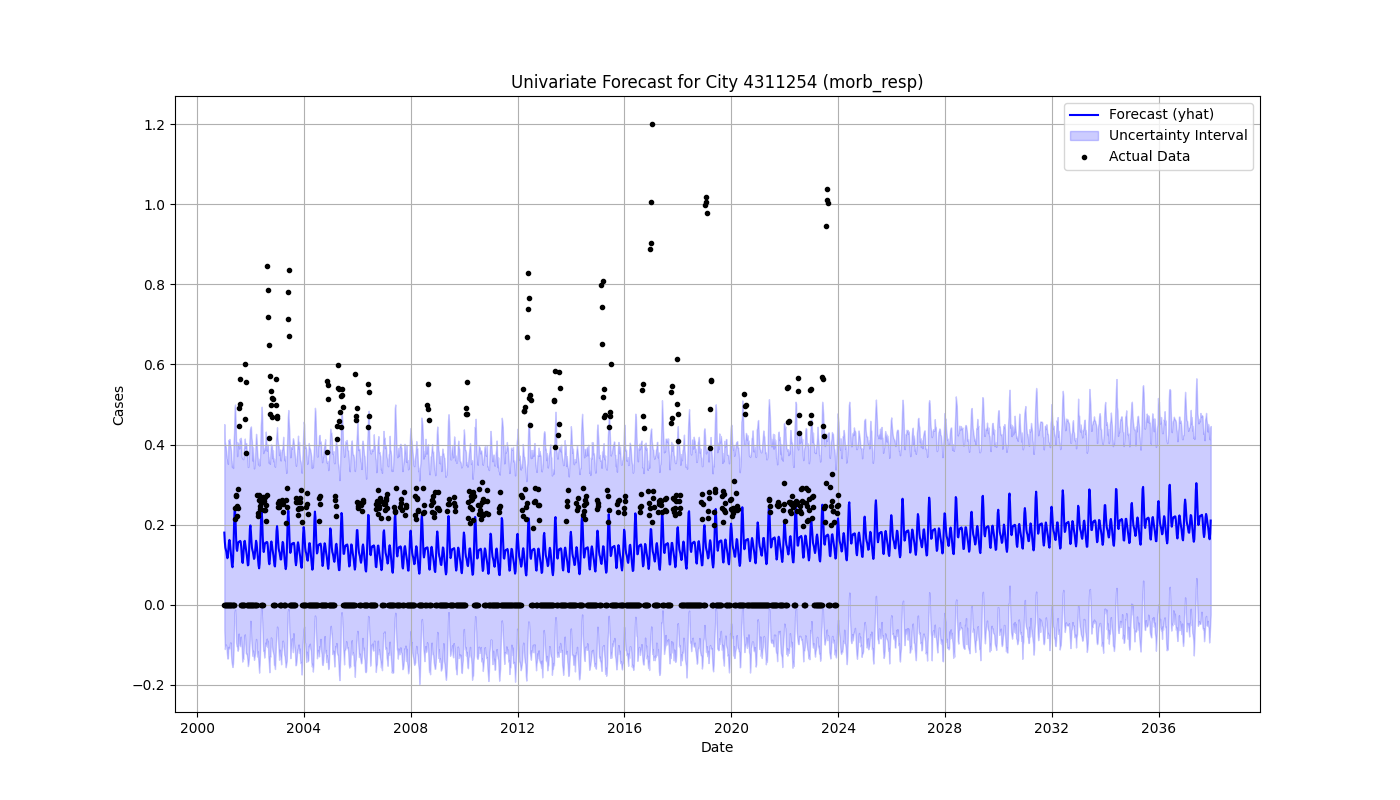 Univariate Forecast for City 4311254 (morb_resp)
Forecast (yhat)
Uncertainty Interval
Actual Data
Cases
1.2
1.0
0.8
0.6
0.4
0.2
0.0
−0.2
2000 2004 2008 2012 2016 2020 2024 2028 2032 2036
Date